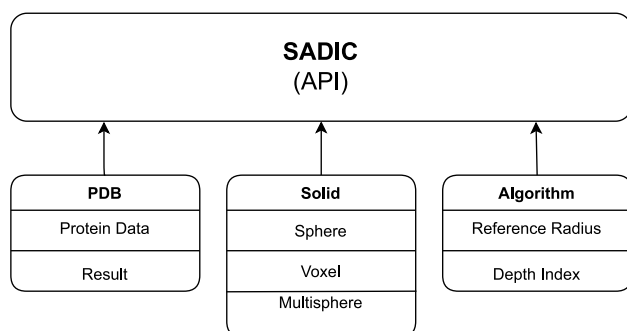 SADIC
(API)
PDB
Protein Data
Result
Solid
Sphere
Voxel
Multisphere
Algorithm
Reference Radius
Depth Index